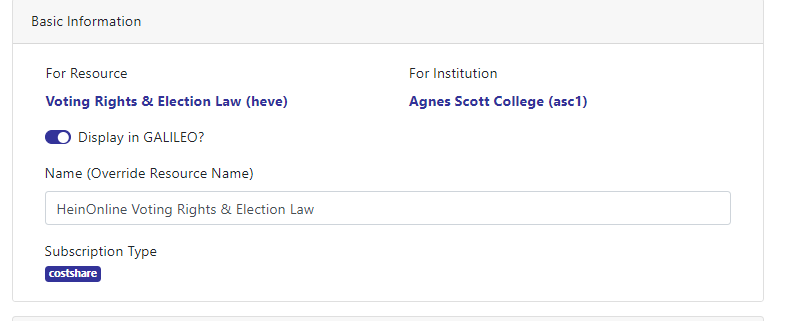 Basic Information
For Resource
For Institution
Voting Rights & Election Law (heve)
Agnes Scott College (asc1)
Display in GALILEO?
Name (Override Resource Name)
HeinOnline Voting Rights & Election Law
Subscription Type
costshare